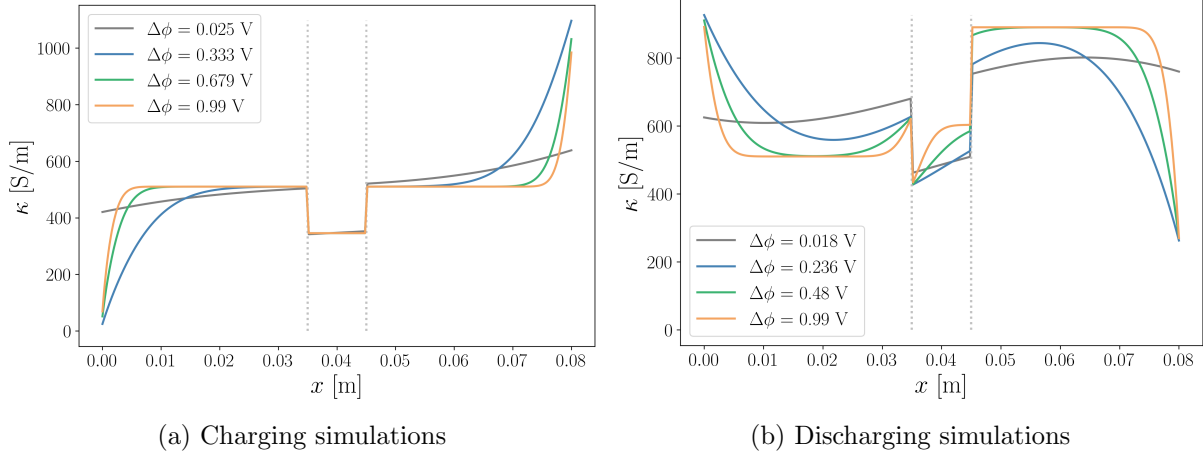 Δϕ = 0.025 V
Δϕ = 0.333 V
Δϕ = 0.679 V
Δϕ = 0.99 V
κ [S/m]
1000
800
600
400
200
0
0.00 0.01 0.02 0.03 0.04 0.05 0.06 0.07 0.08
x [m]
(a) Charging simulations
κ [S/m]
800
600
400
200
0
Δϕ = 0.018 V
Δϕ = 0.236 V
Δϕ = 0.48 V
Δϕ = 0.99 V
0.00 0.01 0.02 0.03 0.04 0.05 0.06 0.07 0.08
x [m]
(b) Discharging simulations